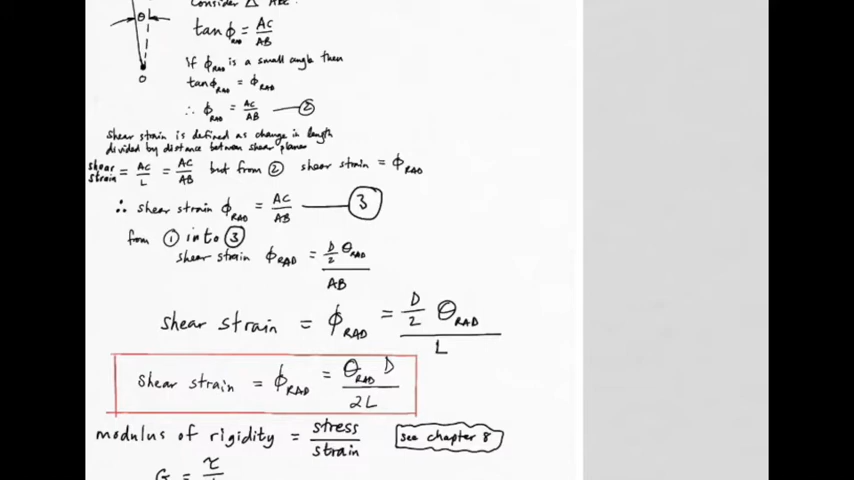 Consider △ ABC.
θ
tan ϕRAD = AC/AB
O
If ϕRAD is a small angle then
tan ϕRAD = ϕRAD
∴ ϕRAD = AC/AB —— ②
shear strain is defined as change in length
divided by distance between shear planes
shear strain = AC/L = AC/AB but from ② shear strain = ϕRAD
∴ shear strain ϕRAD = AC/AB —— ③
from ① into ③
shear strain ϕRAD = D/2 θRAD / AB
shear strain = ϕRAD = D/2 θRAD / L
shear strain = ϕRAD = θRAD D / 2L
modulus of rigidity = stress/strain see chapter 8
G = τ